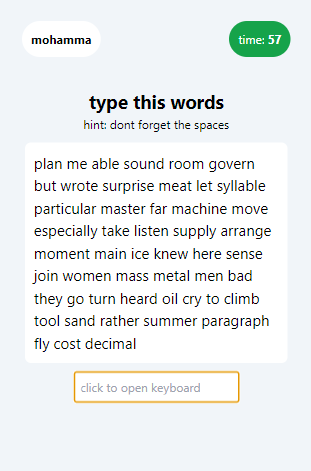 mohamma
time: 57
type this words
hint: dont forget the spaces
plan me able sound room govern
but wrote surprise meat let syllable
particular master far machine move
especially take listen supply arrange
moment main ice knew here sense
join women mass metal men bad
they go turn heard oil cry to climb
tool sand rather summer paragraph
fly cost decimal
click to open keyboard